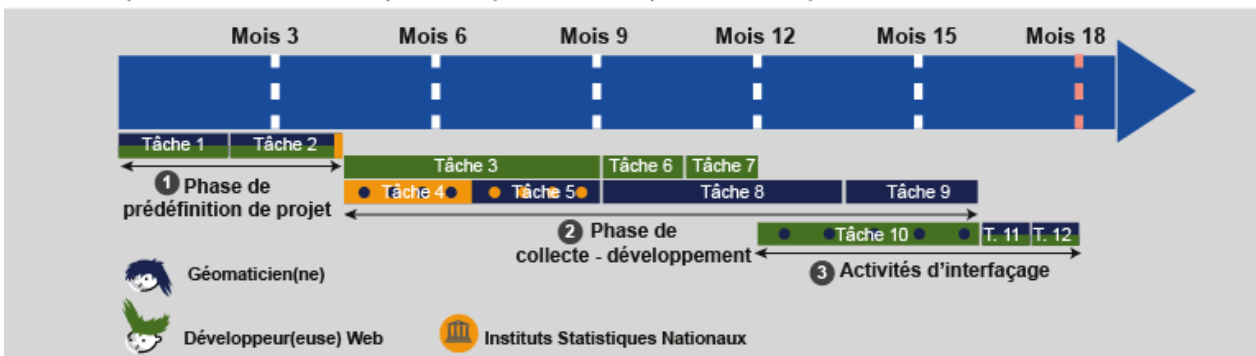 Mois 3 Mois 6 Mois 9 Mois 12 Mois 15 Mois 18
Tâche 1 Tâche 2
Tâche 3 Tâche 6 Tâche 7
1 Phase de
prédéfinition de projet
Tâche 4 Tâche 5 Tâche 8 Tâche 9
2 Phase de
collecte - développement
Tâche 10 T. 11 T. 12
3 Activités d'interfaçage
Géomaticien(ne)
Développeur(euse) Web
Instituts Statistiques Nationaux